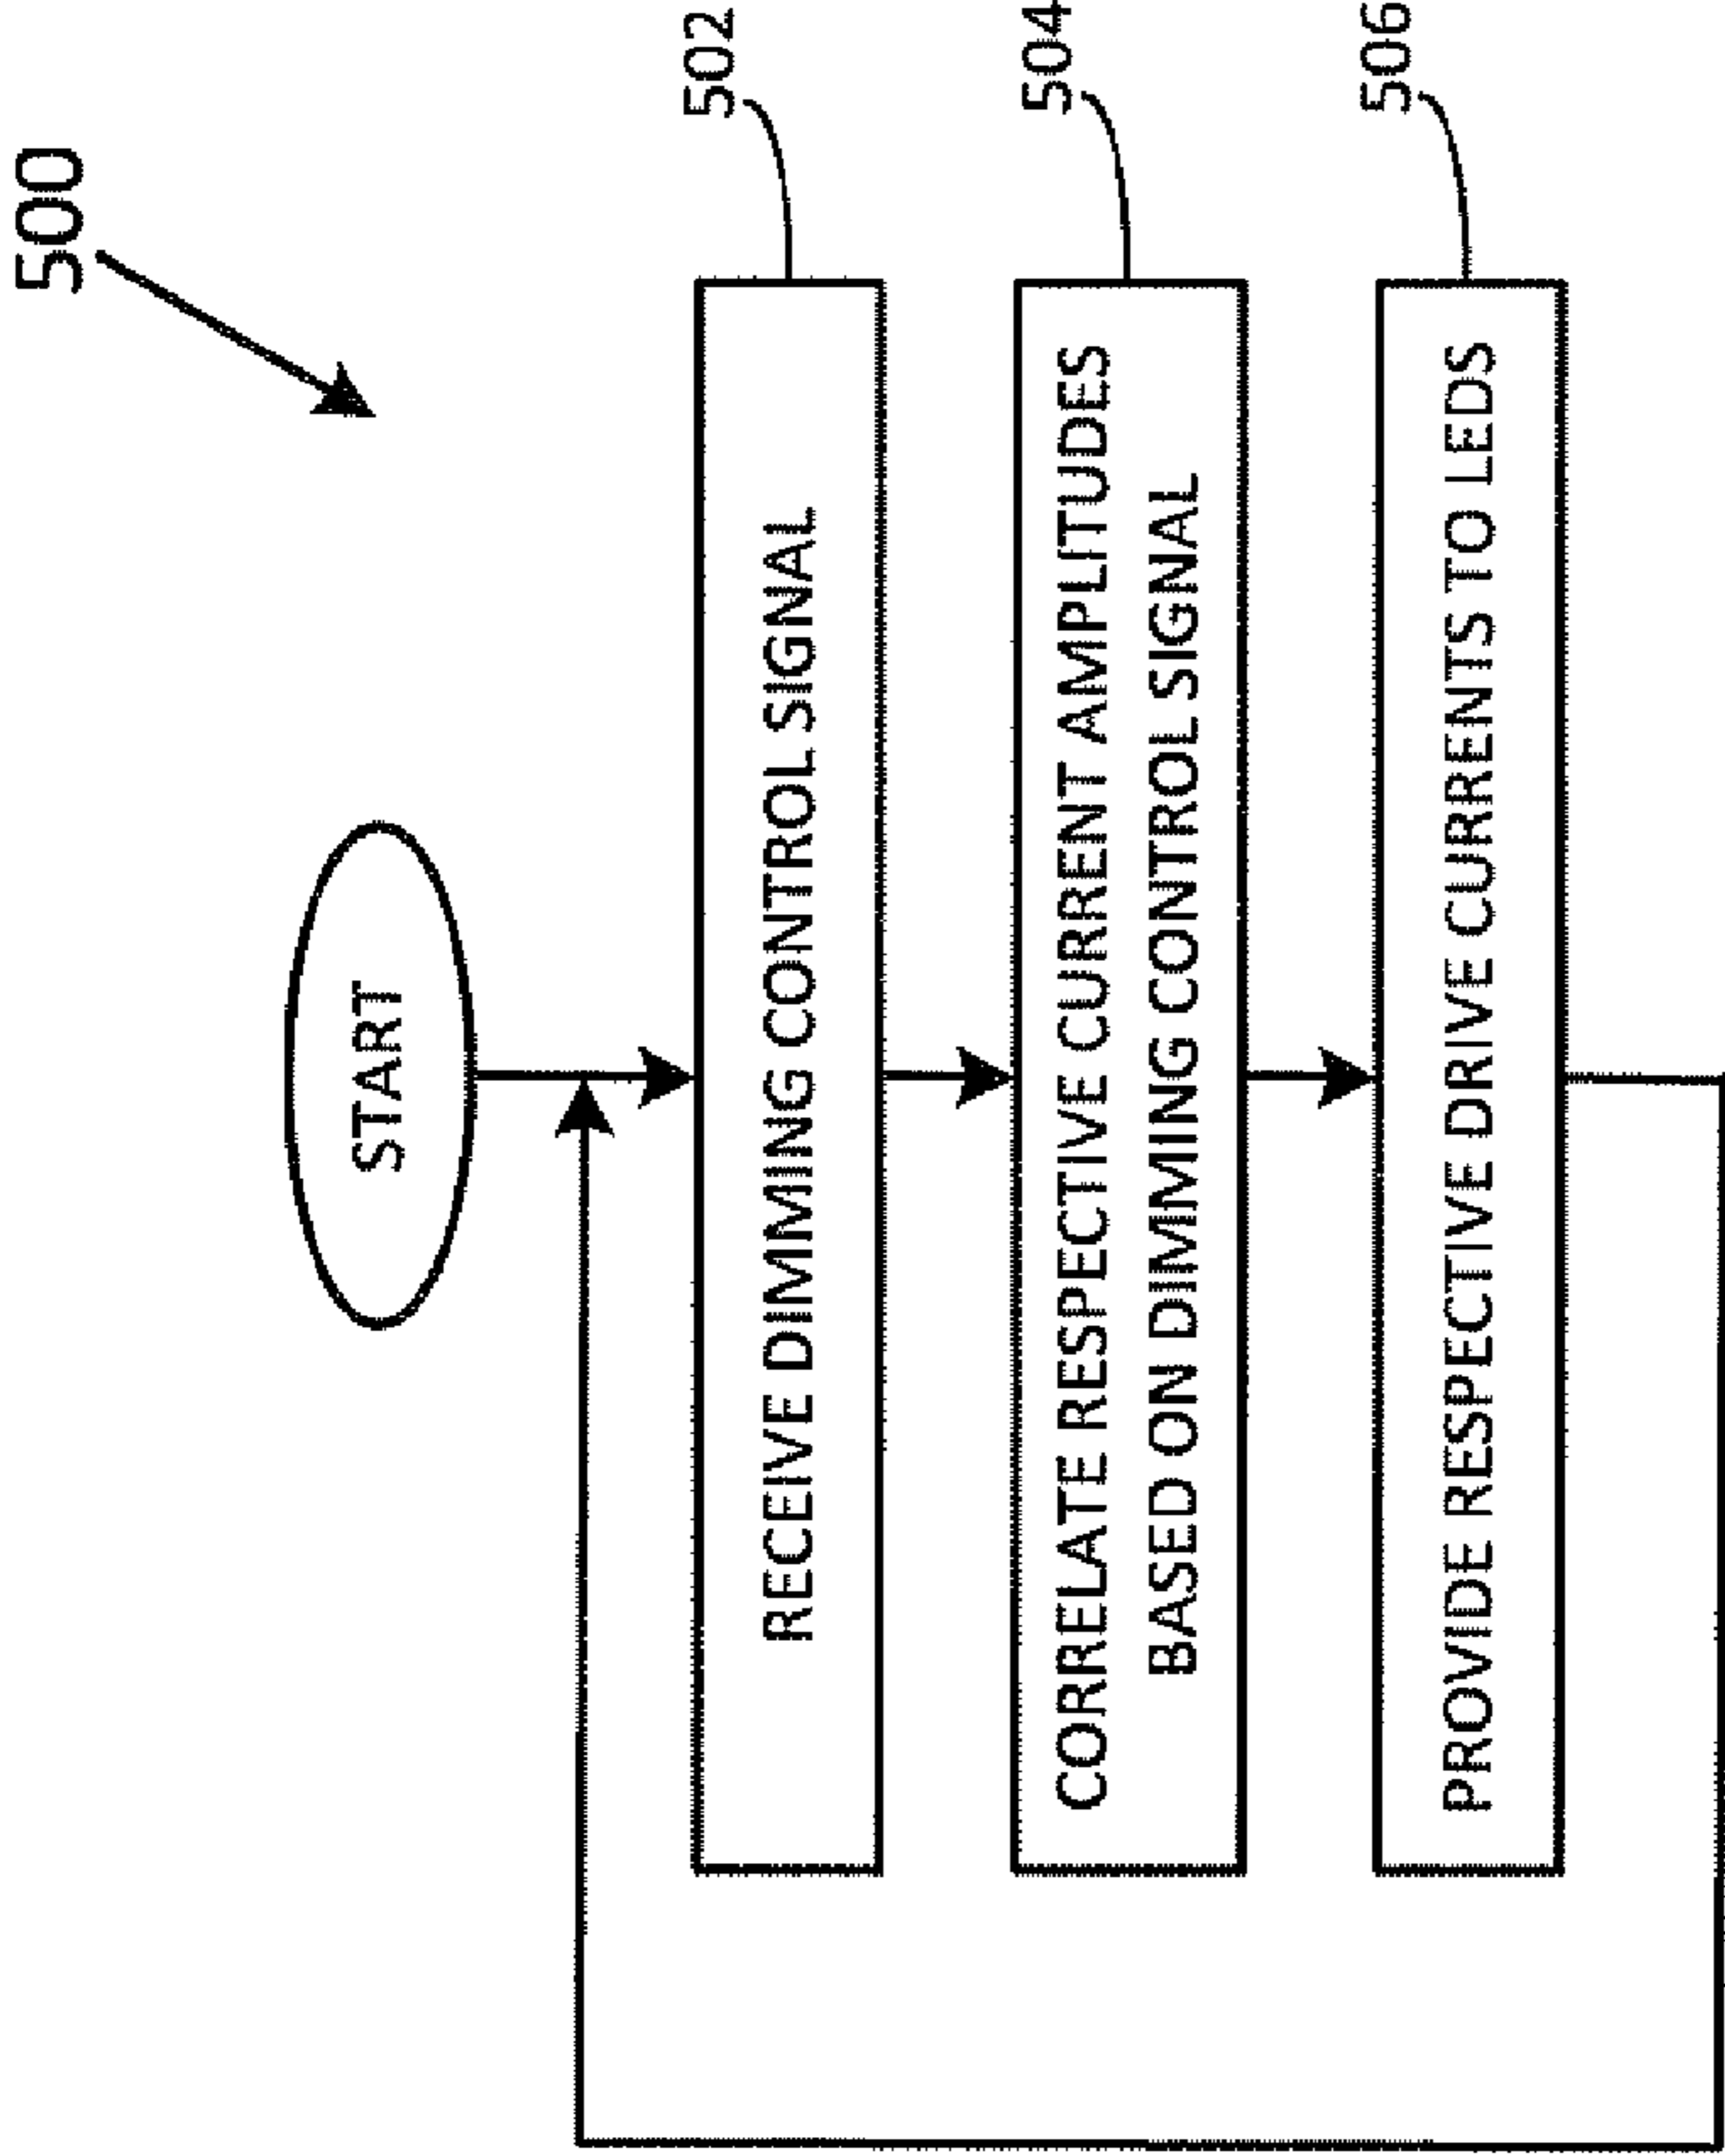 500
START
RECEIVE DIMMING CONTROL SIGNAL
502
CORRELATE RESPECTIVE CURRENT AMPLITUDES
BASED ON DIMMING CONTROL SIGNAL
504
PROVIDE RESPECTIVE DRIVE CURRENTS TO LEDS
506